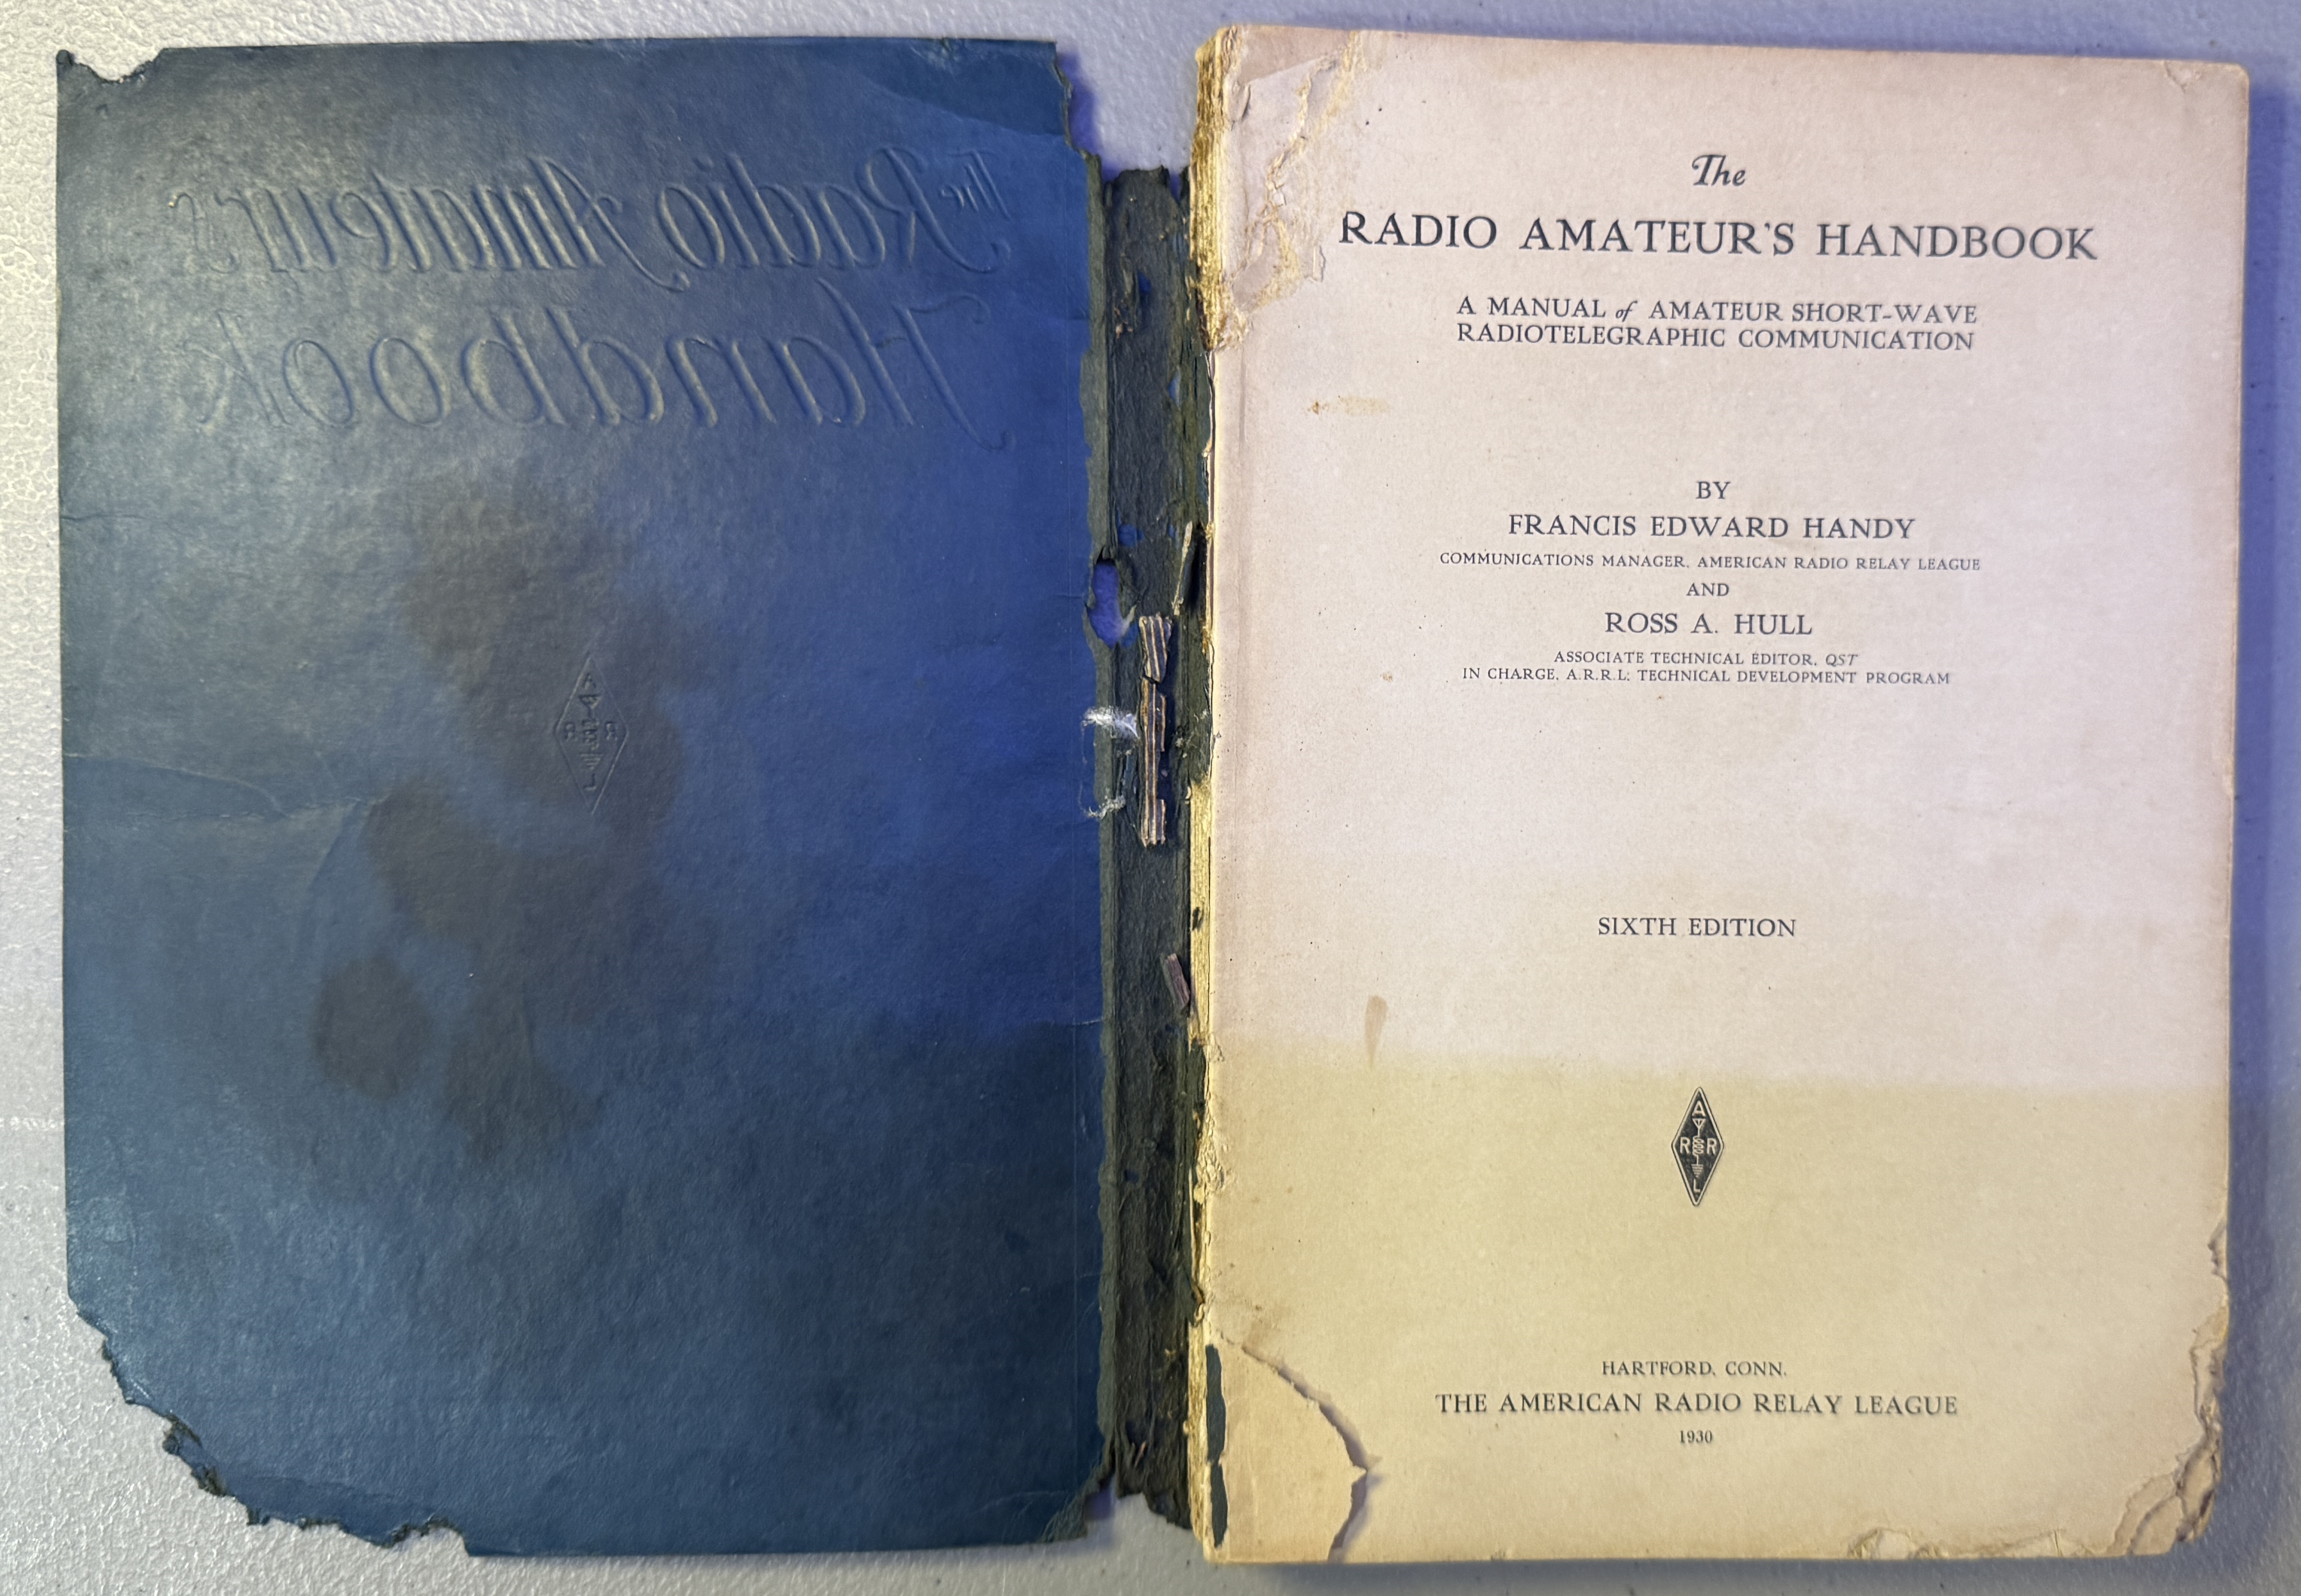 The Radio Amateur's
Handbook
A
R R
L
The
RADIO AMATEUR'S HANDBOOK
A MANUAL of AMATEUR SHORT-WAVE
RADIOTELEGRAPHIC COMMUNICATION
BY
FRANCIS EDWARD HANDY
COMMUNICATIONS MANAGER, AMERICAN RADIO RELAY LEAGUE
AND
ROSS A. HULL
ASSOCIATE TECHNICAL EDITOR, QST
IN CHARGE, A.R.R.L. TECHNICAL DEVELOPMENT PROGRAM
SIXTH EDITION
A
R R
L
HARTFORD, CONN.
THE AMERICAN RADIO RELAY LEAGUE
1930